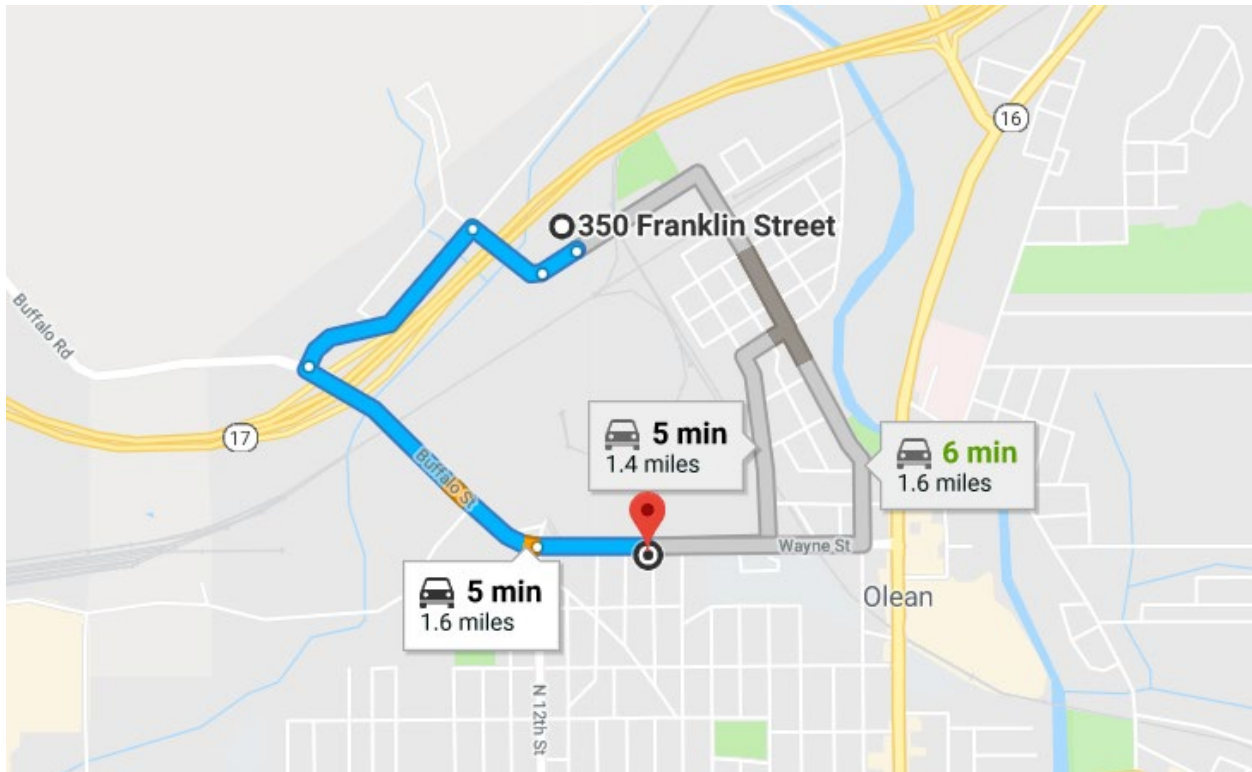 16
350 Franklin Street
Buffalo Rd
17
5 min
1.4 miles
6 min
1.6 miles
Buffalo St
Wayne St
5 min
1.6 miles
Olean
N 12th St